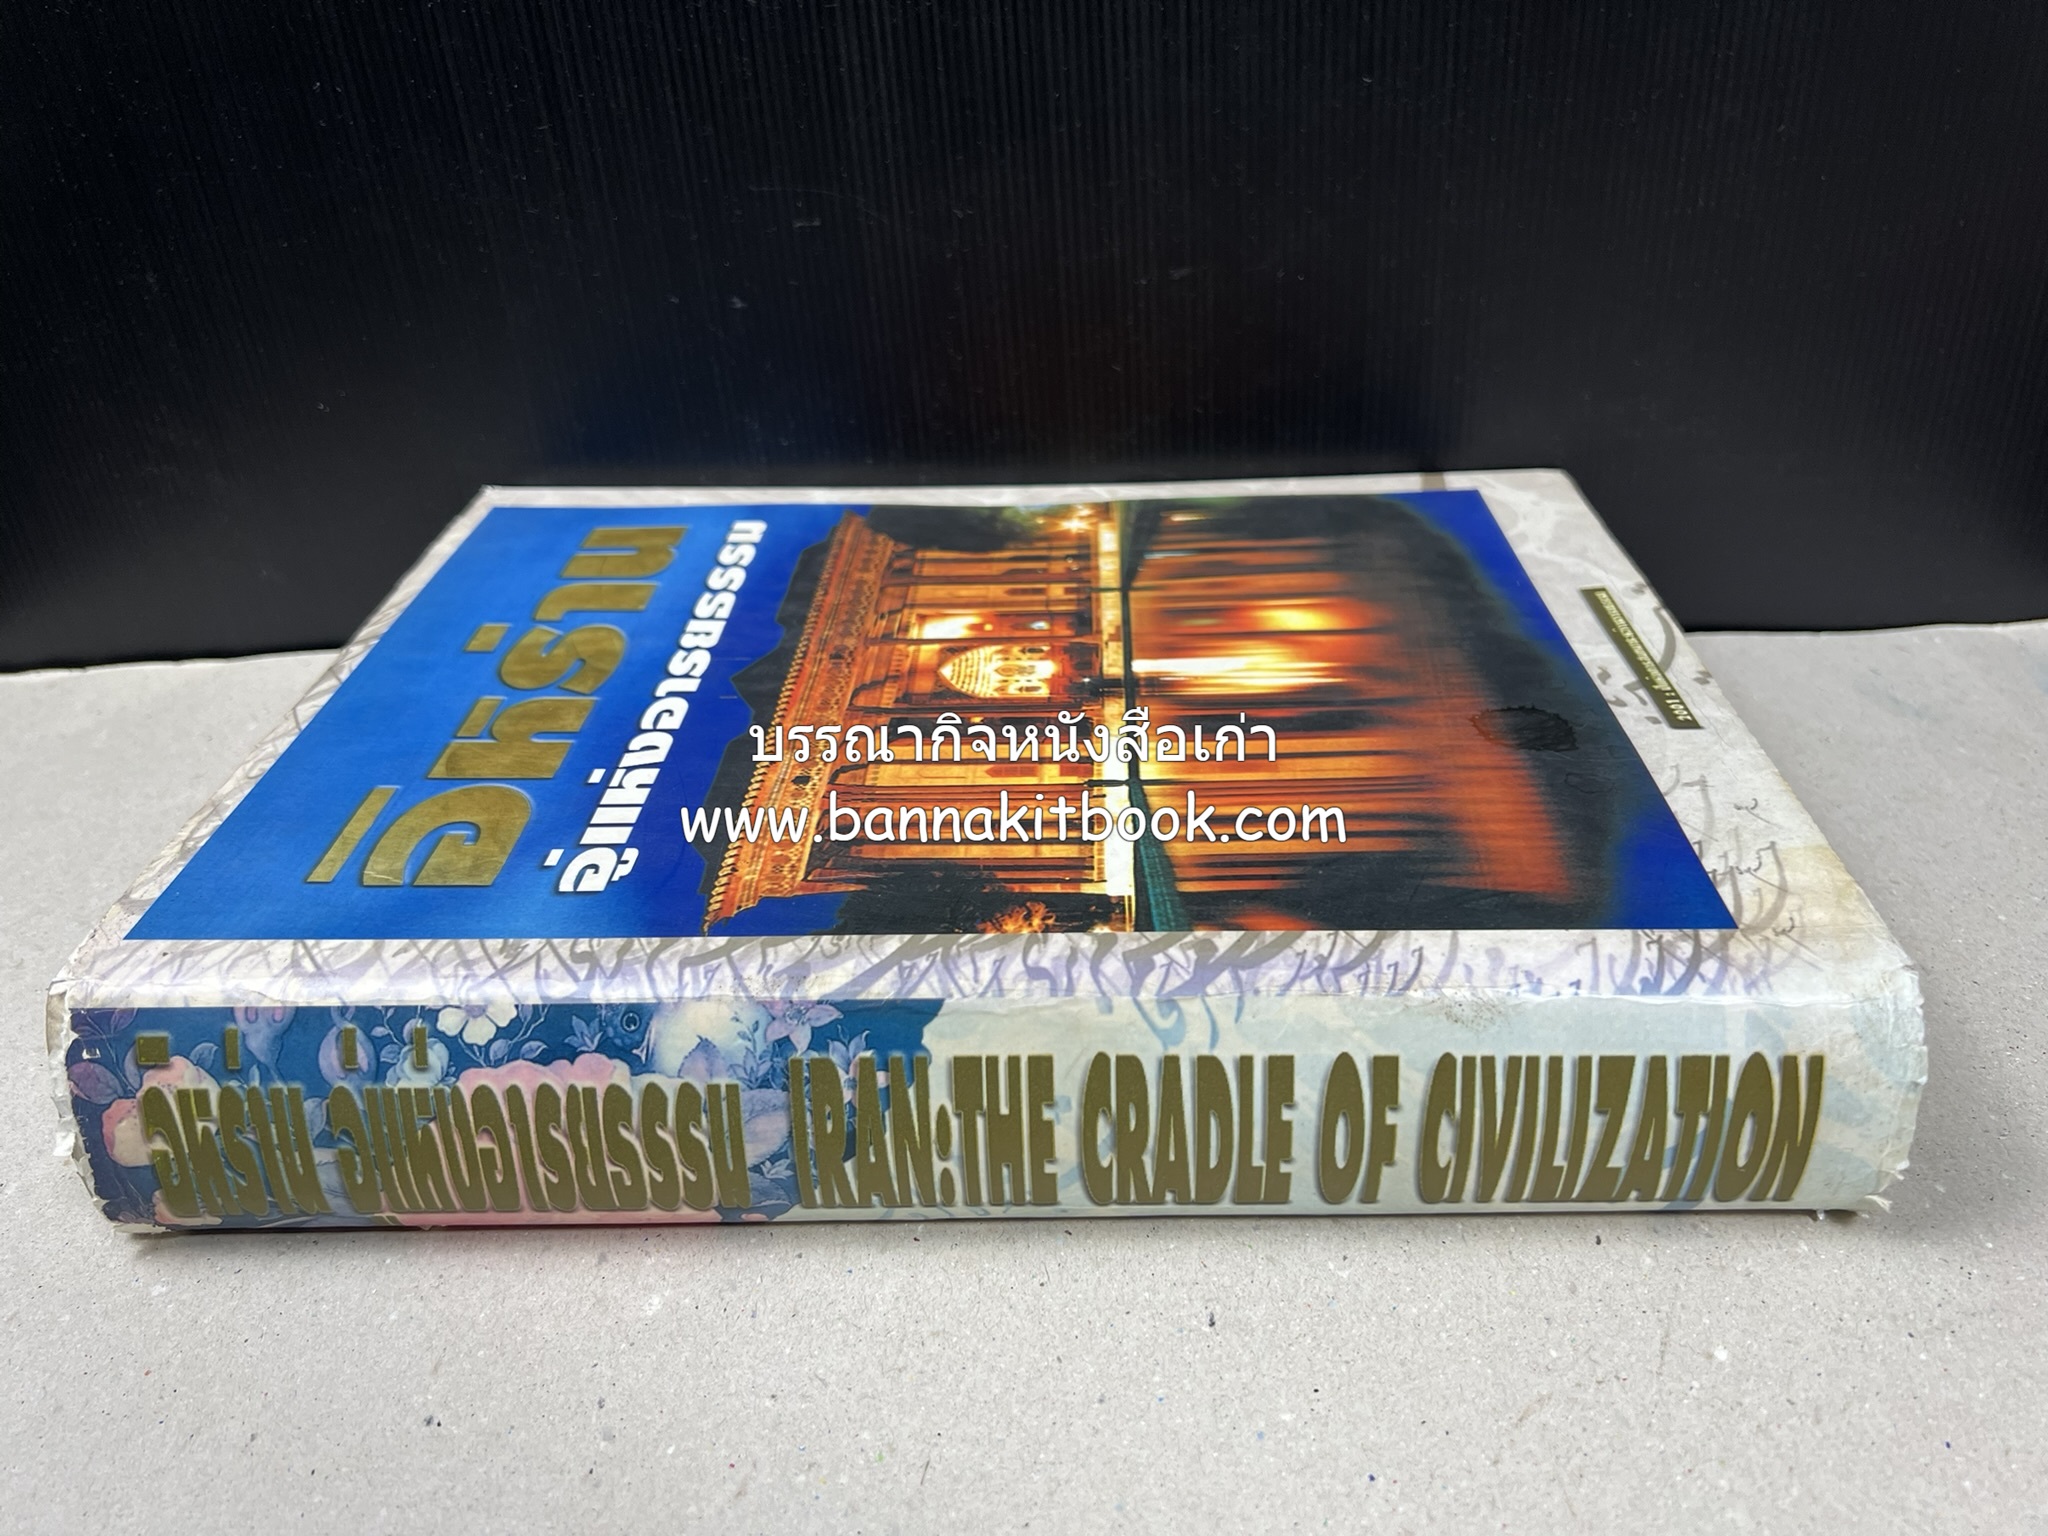 อิหร่าน
อู่แห่งอารยธรรม
บรรณากิจหนังสือเก่า
www.bannakitbook.com
อิหร่าน อู่แห่งอารยธรรม IRAN:THE CRADLE OF CIVILIZATION